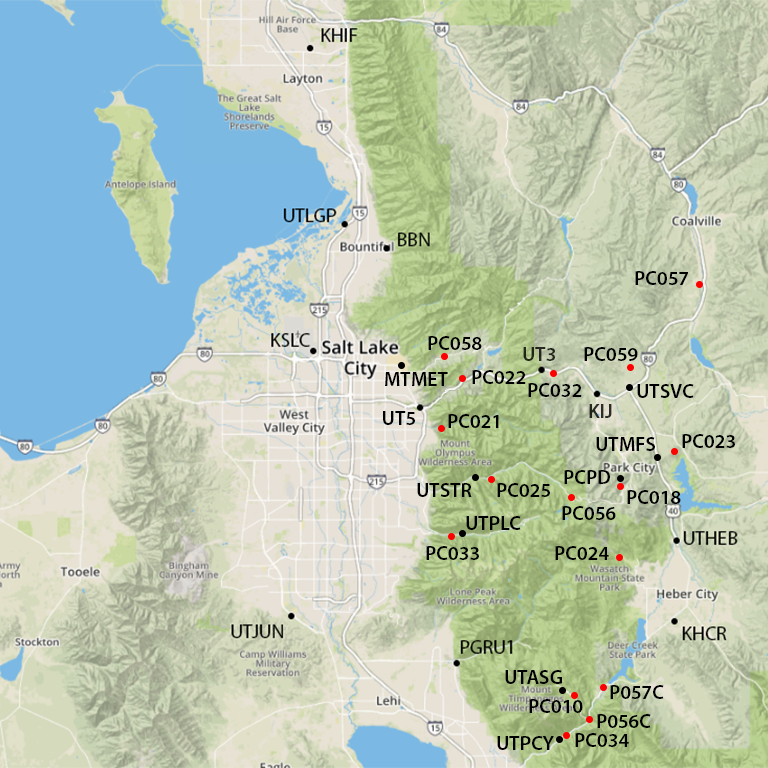 Hill Air Force
Base
KHIF
84
Layton
The Great Salt
Lake
Shorelands
Preserve
15
84
84
80
Antelope Island
UTLGP
15
Coalville
Bountiful
BBN
PC057
215
KSLC
Salt Lake
City
PC058
UT3
PC059
80
80
MTMET
PC022
PC032
UTSVC
80
KIJ
West
Valley City
UT5
PC021
80
80
Mount
Olympus
Wilderness Area
UTMFS
PC023
Park City
215
UTSTR
PC025
PCPD
PC018
PC056
40
UTPLC
UTHEB
PC033
PC024
Army
North
Tooele
Bingham
Canyon Mine
Wasatch
Mountain State
Park
Lone Peak
Wilderness Area
Heber City
UTJUN
KHCR
Stockton
Camp Williams
Military
Reservation
PGRU1
Deer Creek
State Park
UTASG
Mount
P057C
Lehi
PC010
P056C
15
UTPCY
PC034
Eagle